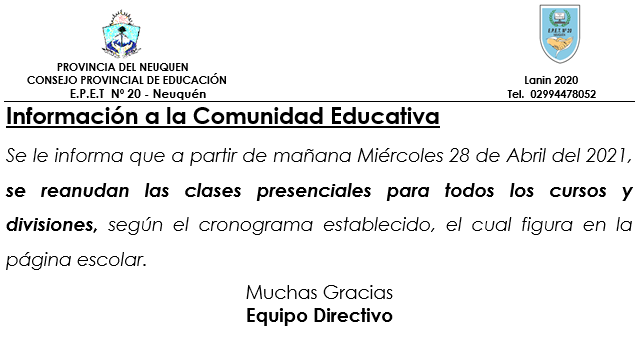 PROVINCIA DEL NEUQUEN
CONSEJO PROVINCIAL DE EDUCACIÓN
E.P.E.T Nº 20 - Neuquén
E.P.E.T Nº 20
Lanin 2020
Tel. 02994478052
Información a la Comunidad Educativa
Se le informa que a partir de mañana Miércoles 28 de Abril del 2021,
se reanudan las clases presenciales para todos los cursos y
divisiones, según el cronograma establecido, el cual figura en la
página escolar.
Muchas Gracias
Equipo Directivo